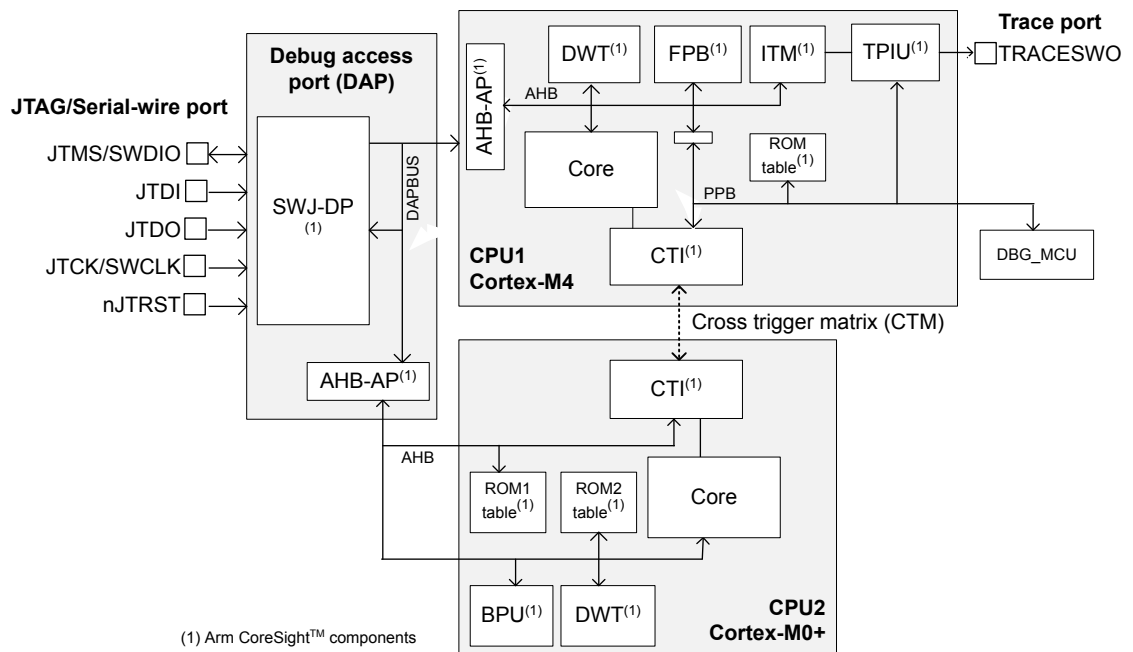 Debug access
port (DAP)
JTAG/Serial-wire port
JTMS/SWDIO
JTDI
JTDO
JTCK/SWCLK
nJTRST
SWJ-DP
(1)
DAPBUS
AHB-AP(1)
AHB-AP(1)
AHB
DWT(1)
FPB(1)
ITM(1)
TPIU(1)
Trace port
TRACESWO
Core
ROM
table(1)
PPB
CTI(1)
CPU1
Cortex-M4
DBG_MCU
Cross trigger matrix (CTM)
CTI(1)
AHB
ROM1
table(1)
ROM2
table(1)
Core
BPU(1)
DWT(1)
CPU2
Cortex-M0+
(1) Arm CoreSight™ components